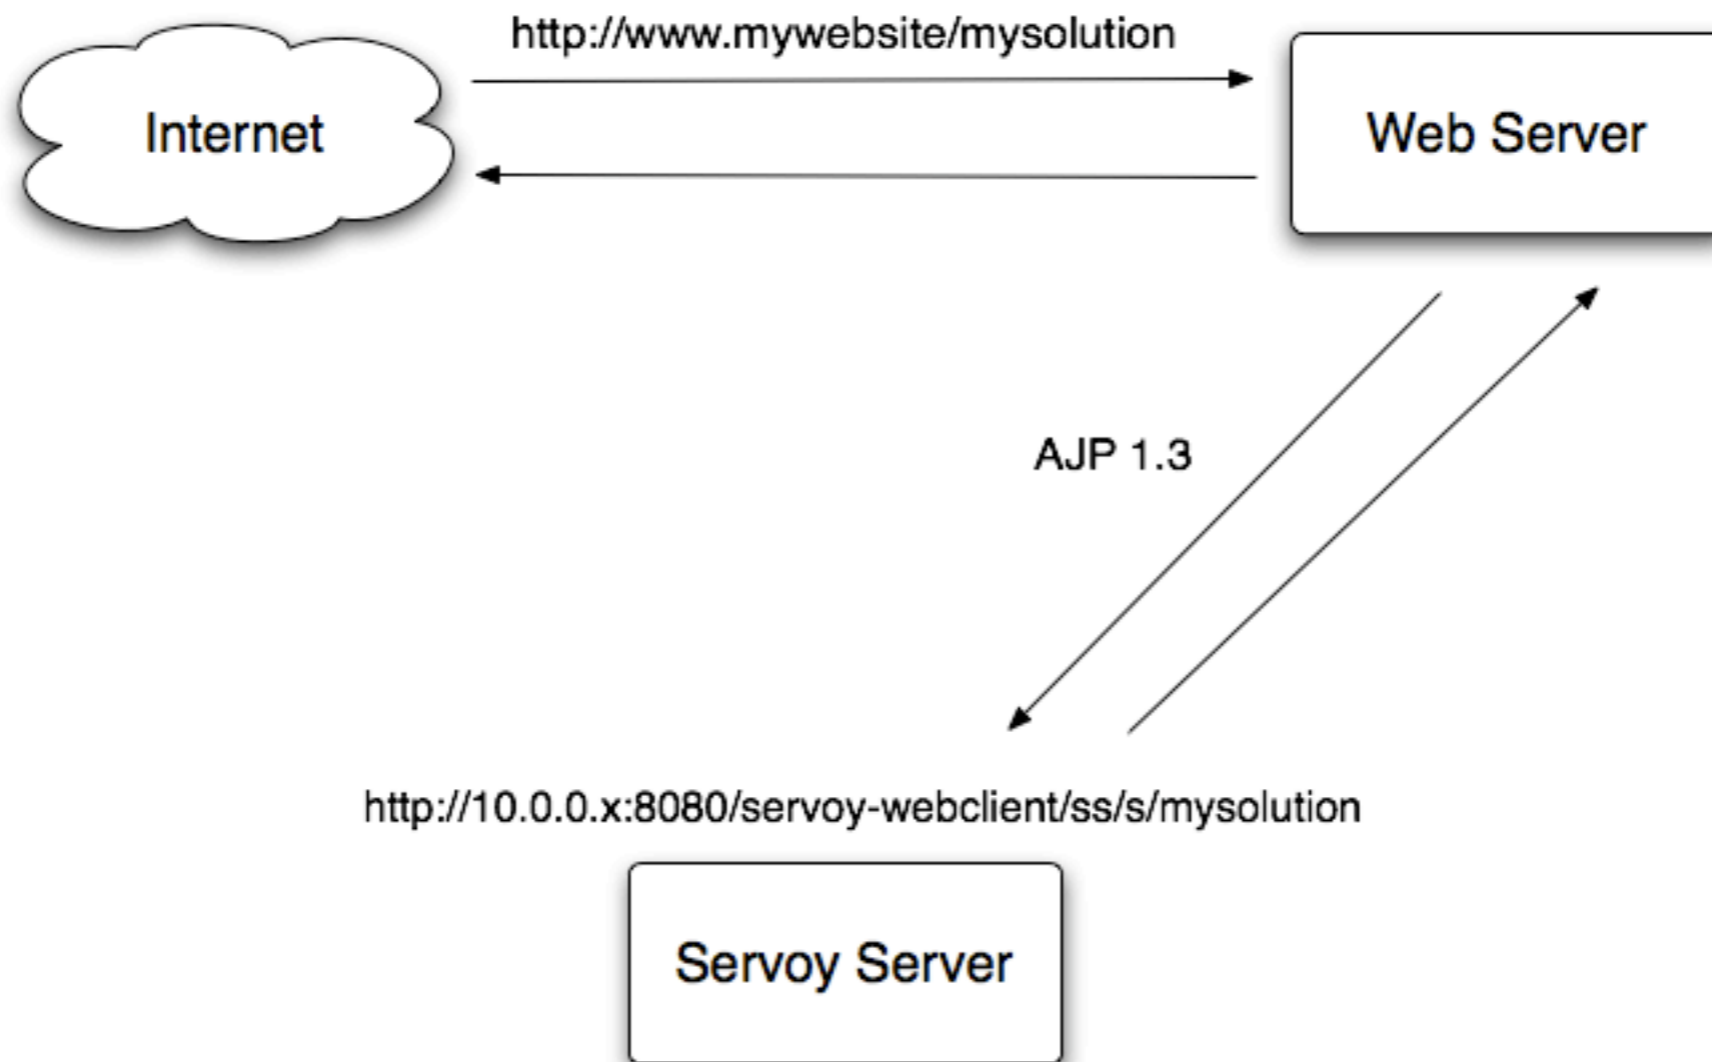 http://www.mywebsite/mysolution
Internet
Web Server
AJP 1.3
http://10.0.0.x:8080/servoy-webclient/ss/s/mysolution
Servoy Server